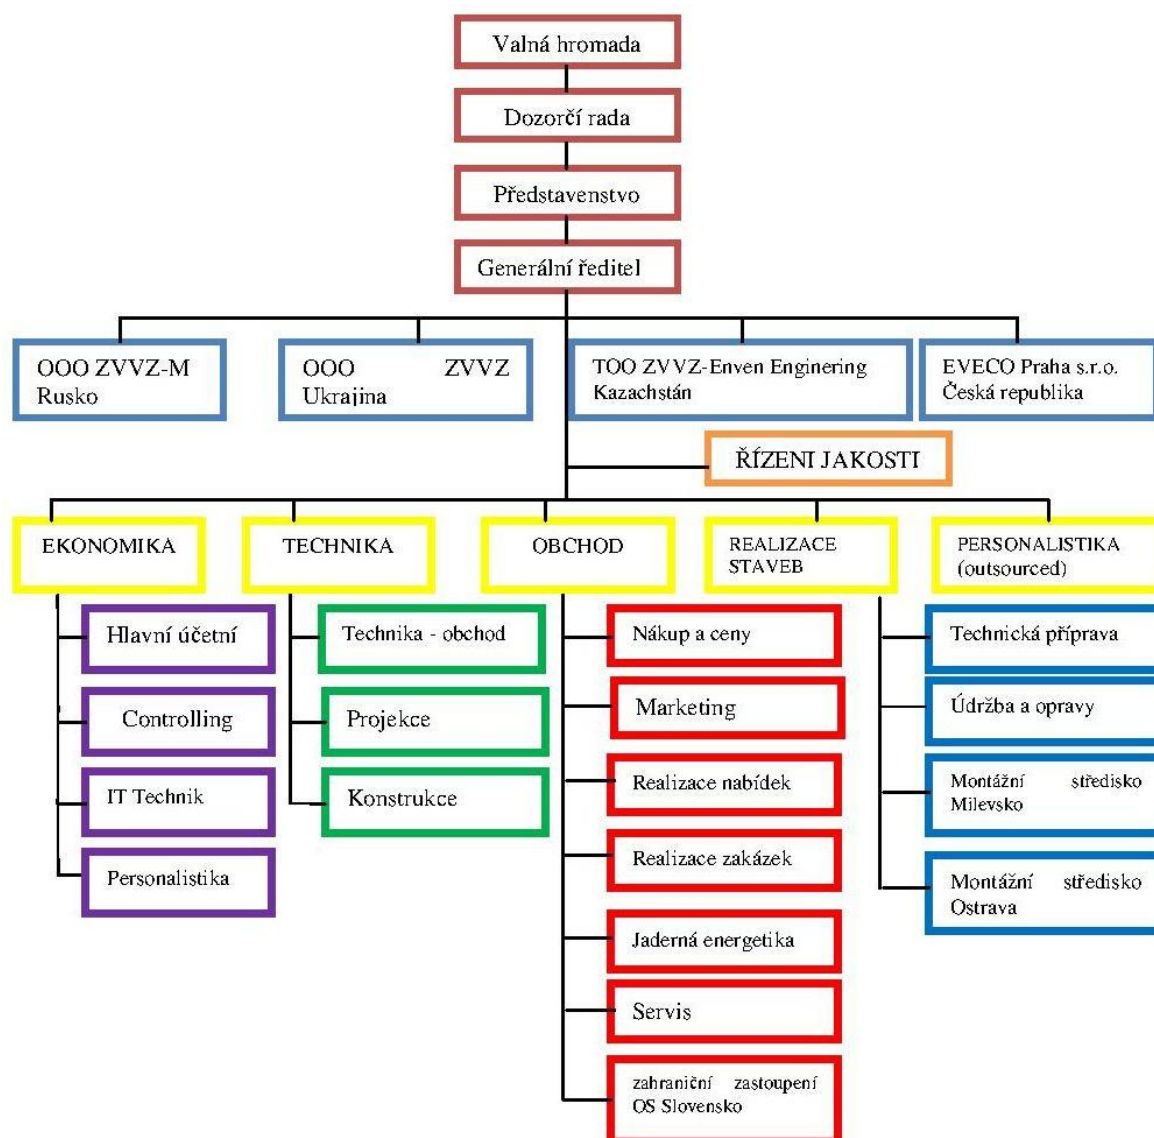 Valná hromada
Dozorčí rada
Představenstvo
Generální ředitel
OOO ZVVZ-M
Rusko
OOO ZVVZ
Ukrajina
TOO ZVVZ-Enven Enginering
Kazachstán
EVECO Praha s.r.o.
Česká republika
ŘÍZENI JAKOSTI
EKONOMIKA
TECHNIKA
OBCHOD
REALIZACE
STAVEB
PERSONALISTIKA
(outsourced)
Hlavní účetní
Controlling
IT Technik
Personalistika
Technika - obchod
Projekce
Konstrukce
Nákup a ceny
Marketing
Realizace nabídek
Realizace zakázek
Jaderná energetika
Servis
zahraniční zastoupení
OS Slovensko
Technická příprava
Údržba a opravy
Montážní středisko
Milevsko
Montážní středisko
Ostrava